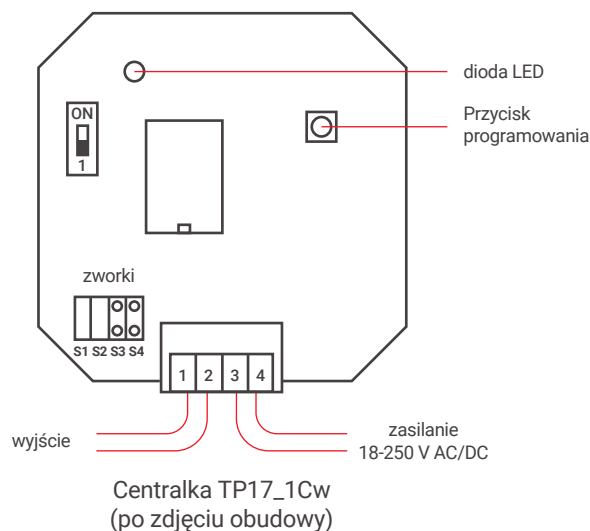 dioda LED
Przycisk
programowania
ON
1
zworki
S1 S2 S3 S4
1 2 3 4
wyjście
zasilanie
18-250 V AC/DC
Centralka TP17_1Cw
(po zdjęciu obudowy)